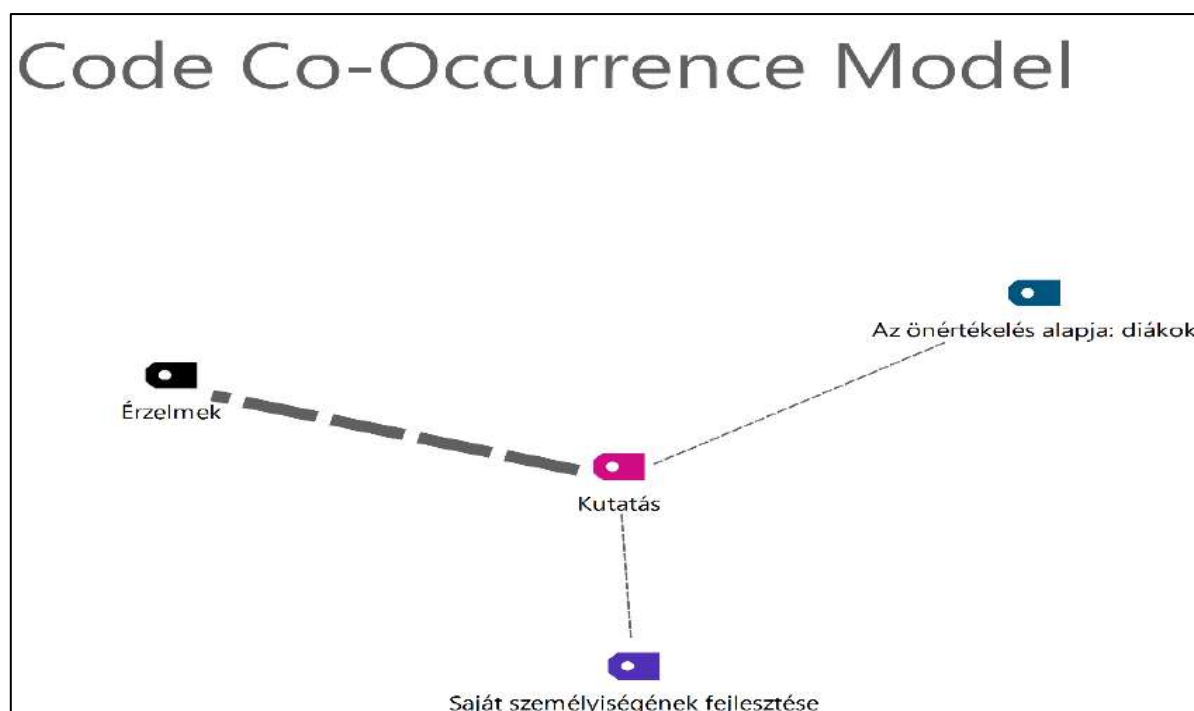 Code Co-Occurrence Model
Az önértékelés alapja: diákok
Érzelmek
Kutatás
Saját személyiségének fejlesztése